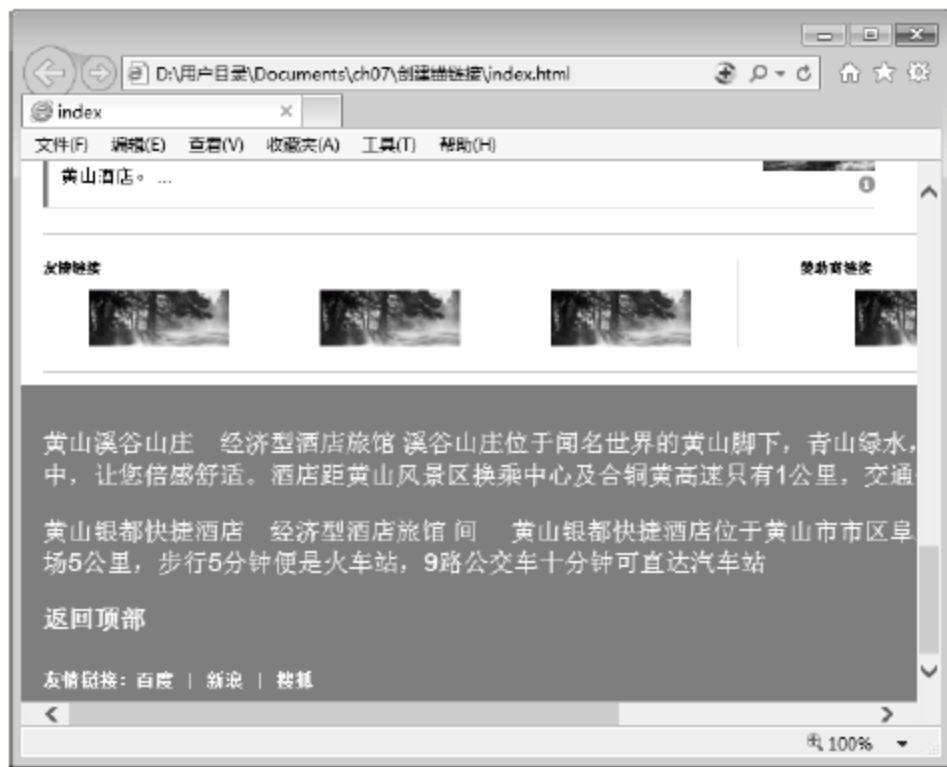 D:\用户目录\Documents\ch07\创建锚链接\index.html
index
文件(F) 编辑(E) 查看(V) 收藏夹(A) 工具(T) 帮助(H)
黄山酒店。 ...
友情链接
赞助商链接
黄山溪谷山庄 经济型酒店旅馆 溪谷山庄位于闻名世界的黄山脚下，青山绿水，
中，让您倍感舒适。酒店距黄山风景区换乘中心及合铜黄高速只有1公里，交通
黄山银都快捷酒店 经济型酒店旅馆 间 黄山银都快捷酒店位于黄山市市区阜
场5公里，步行5分钟便是火车站，9路公交车十分钟可直达汽车站
返回顶部
友情链接：百度 | 新浪 | 搜狐
100%